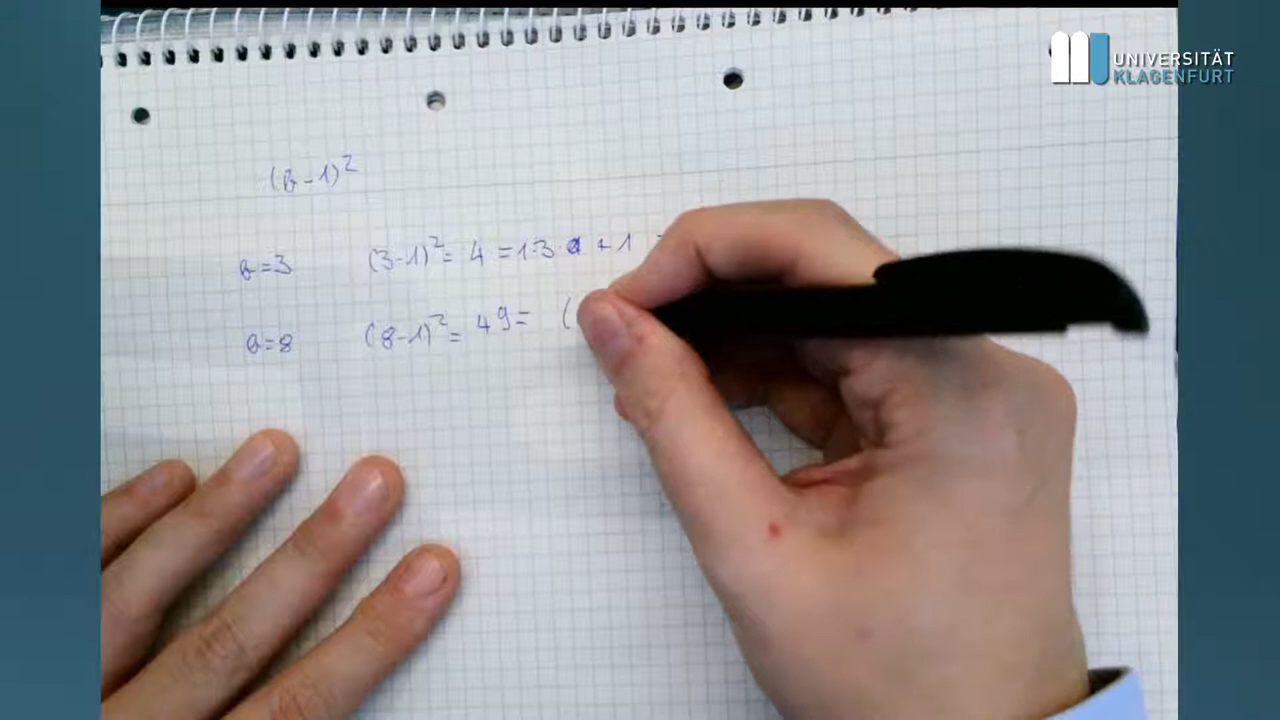 UNIVERSITÄT
KLAGENFURT
(b-1)²
b=3 (3-1)² = 4 = 1·3 + 1
b=8 (8-1)² = 49 = (